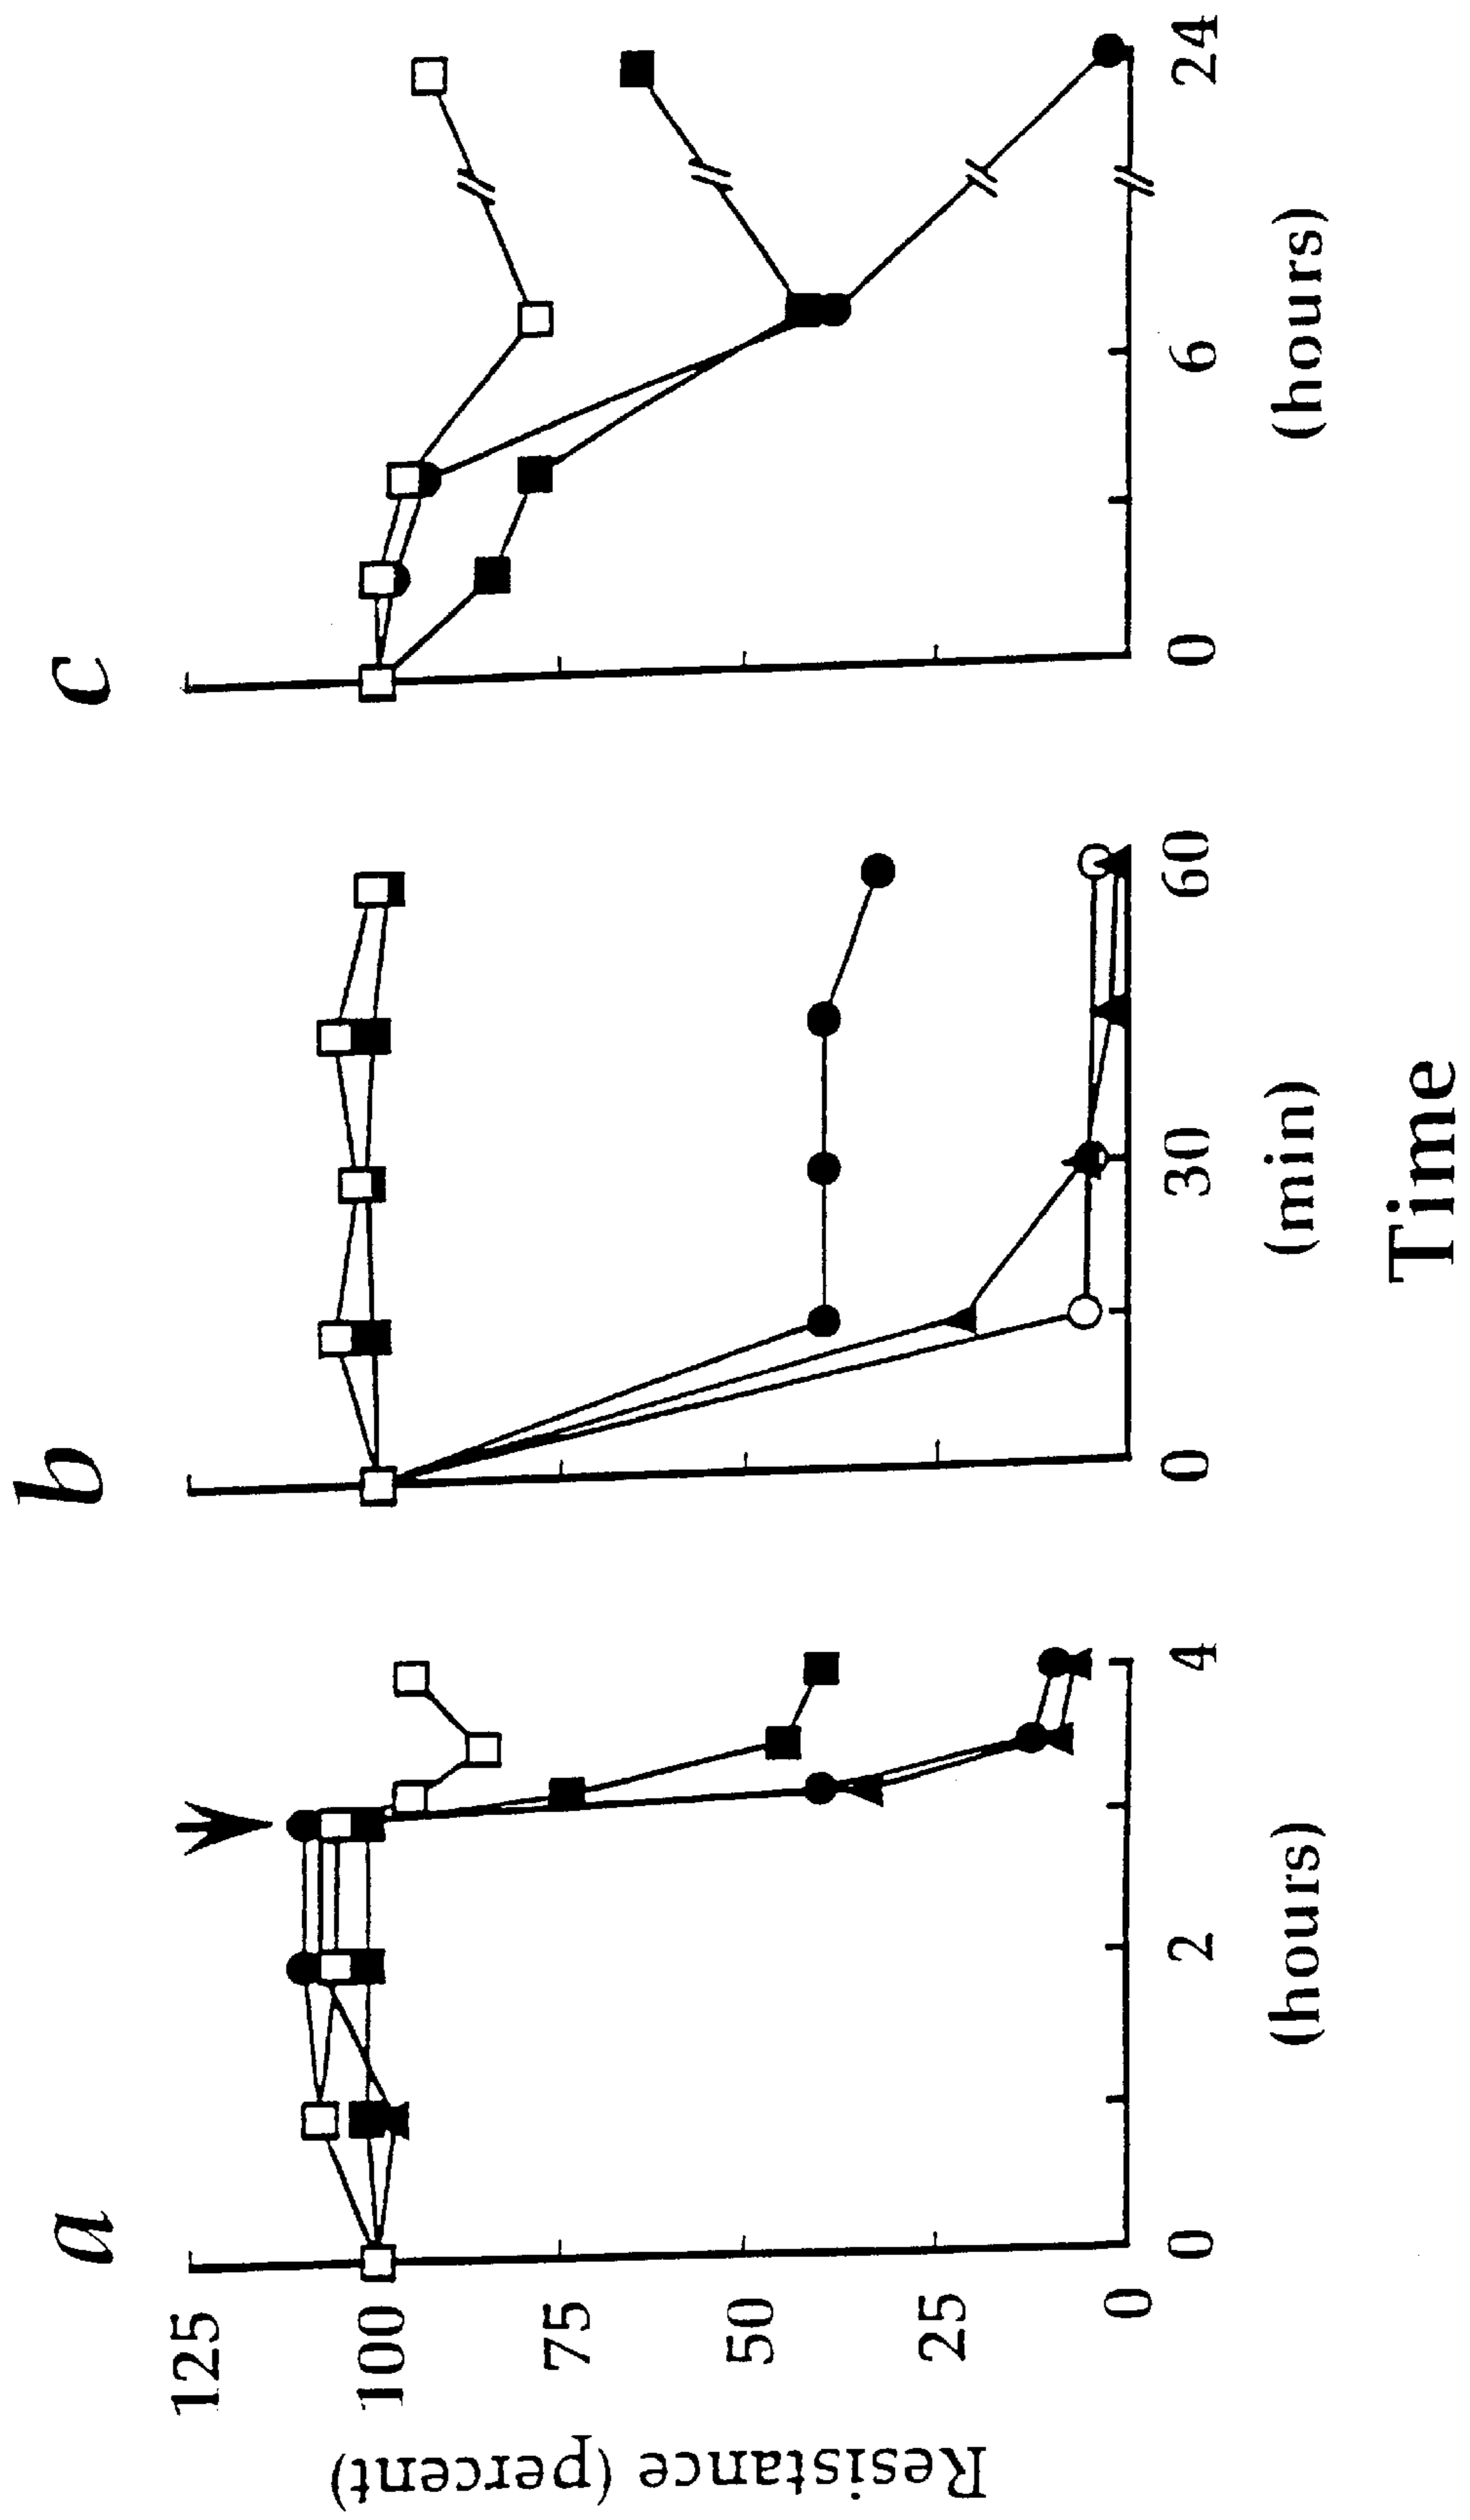 a
b
c
Resistance (percent)
125
100
75
50
25
0
0 2 4
0 30 60
0 6 24
(hours)
(min)
(hours)
Time